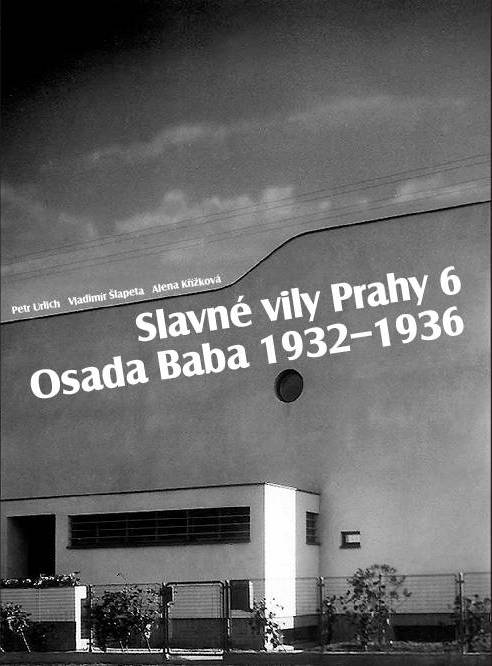 Petr Urlich Vladimír Šlapeta Alena Křížková
Slavné vily Prahy 6
Osada Baba 1932–1936